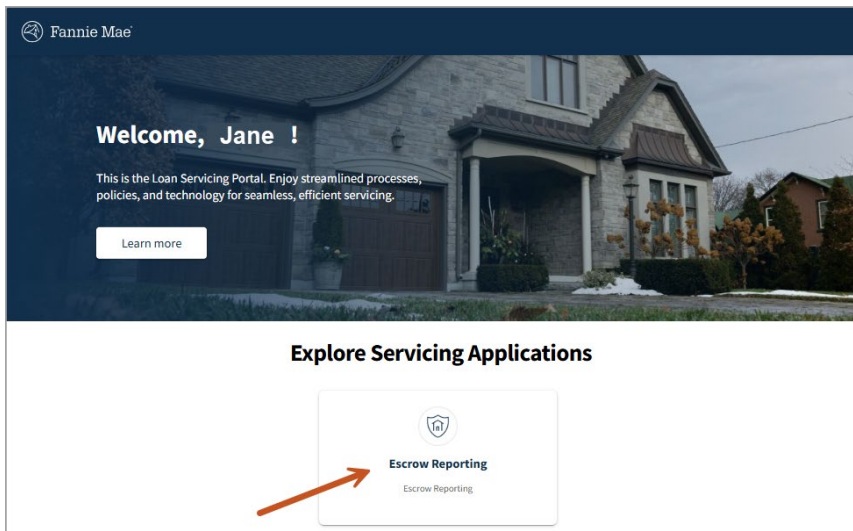 Fannie Mae
Welcome, Jane !
This is the Loan Servicing Portal. Enjoy streamlined processes,
policies, and technology for seamless, efficient servicing.
Learn more
Explore Servicing Applications
Escrow Reporting
Escrow Reporting